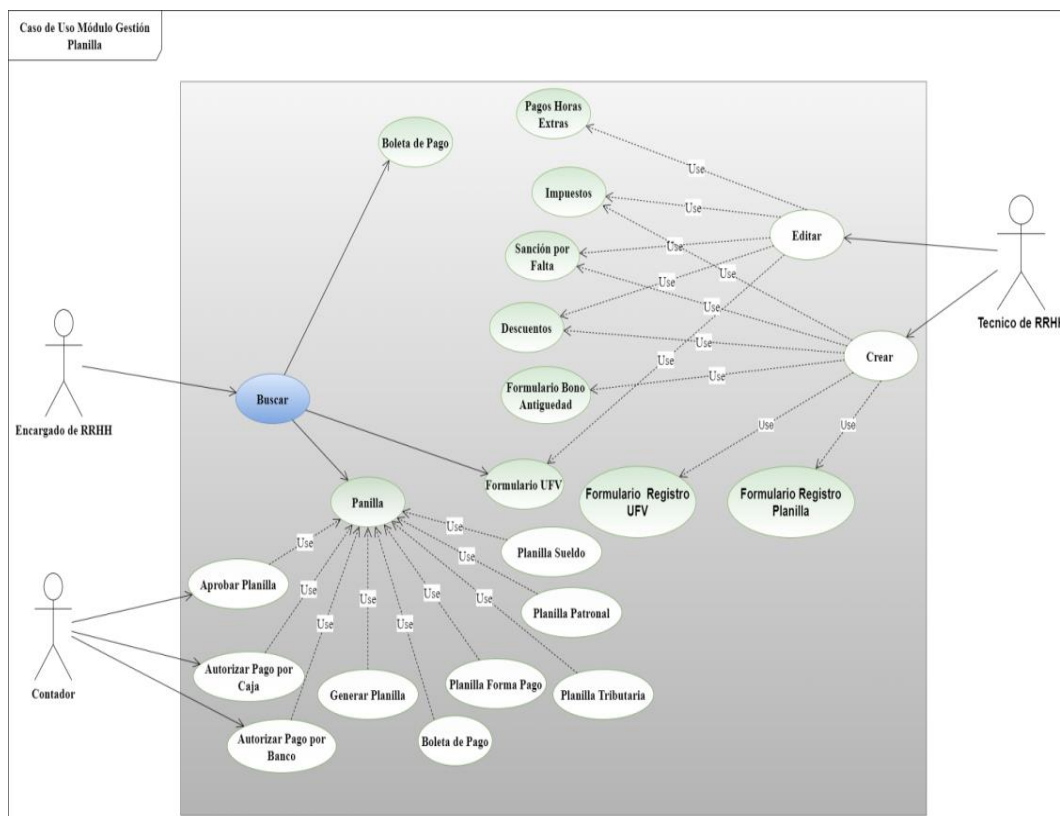 Caso de Uso Módulo Gestión
Planilla
Pagos Horas
Extras
Boleta de Pago
Use
Impuestos
Use
Editar
Sanción por
Falta
Use
Use
Use
Use
Tecnico de RRHH
Descuentos
Use
Use
Crear
Use
Formulario Bono
Antiguedad
Use
Buscar
Encargado de RRHH
Use
Use
Formulario UFV
Formulario Registro
UFV
Formulario Registro
Planilla
Panilla
Use
Planilla Sueldo
Use
Use
Aprobar Planilla
Use
Use
Use
Use
Use
Use
Planilla Patronal
Contador
Autorizar Pago por
Caja
Generar Planilla
Planilla Forma Pago
Planilla Tributaria
Autorizar Pago por
Banco
Boleta de Pago